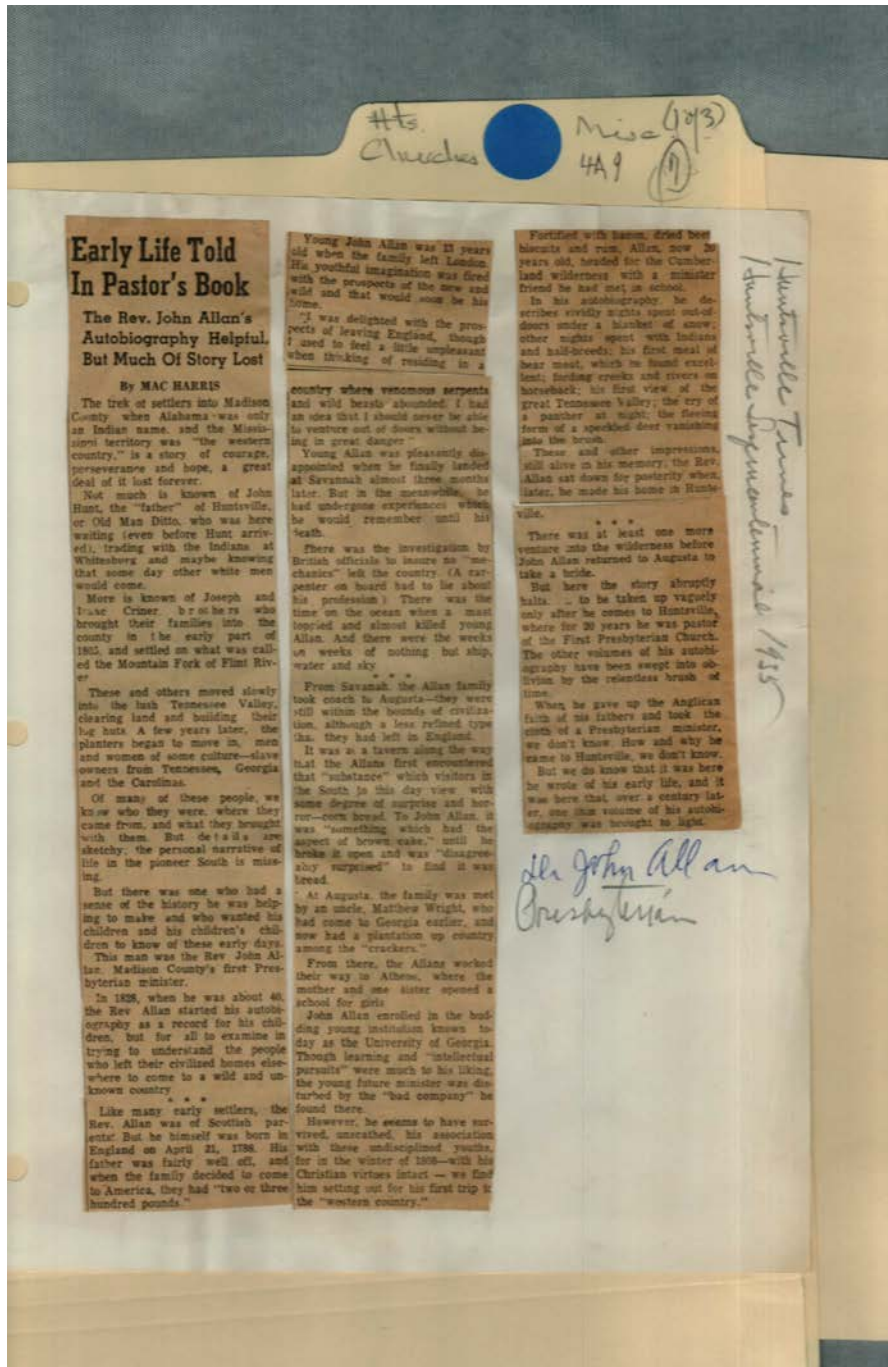 Hts.
Churches
Misc (1 of 3)
4A9
7
Huntsville Times
Huntsville Sesquicentennial 1955
Early Life Told
In Pastor's Book
The Rev. John Allan's
Autobiography Helpful,
But Much Of Story Lost
By MAC HARRIS
The trek of settlers into Madison
County when Alabama was only
an Indian name, and the Missis-
sippi territory was "the western
country," is a story of courage,
perseverance and hope, a great
deal of it lost forever.
Not much is known of John
Hunt, the "father" of Huntsville,
or Old Man Ditto, who was here
waiting (even before Hunt arriv-
ed), trading with the Indians at
Whitesburg and maybe knowing
that some day other white men
would come.
More is known of Joseph and
Isaac Criner, brothers who
brought their families into the
county in the early part of
1805, and settled on what was call-
ed the Mountain Fork of Flint Riv-
er
These and others moved slowly
into the lush Tennessee Valley,
clearing land and building their
log huts. A few years later, the
planters began to move in, men
and women of some culture—slave
owners from Tennessee, Georgia
and the Carolinas.
Of many of these people, we
know who they were, where they
came from, and what they brought
with them. But details are
sketchy; the personal narrative of
life in the pioneer South is miss-
ing.
But there was one who had a
sense of the history he was help-
ing to make and who wanted his
children and his children's chil-
dren to know of these early days.
This man was the Rev John Al-
lan, Madison County's first Pres-
byterian minister.
In 1828, when he was about 40,
the Rev Allan started his autobi-
ography as a record for his chil-
dren, but for all to examine in
trying to understand the people
who left their civilized homes else-
where to come to a wild and un-
known country
* * *
Like many early settlers, the
Rev. Allan was of Scottish par-
ents. But he himself was born in
England on April 21, 1788. His
father was fairly well off, and
when the family decided to come
to America, they had "two or three
hundred pounds."
Young John Allan was 13 years
old when the family left London.
His youthful imagination was fired
with the prospects of the new and
wild land that would soon be his
home.
"I was delighted with the pros-
pects of leaving England, though
I used to feel a little unpleasant
when thinking of residing in a
country where venomous serpents
and wild beasts abounded. I had
an idea that I should never be able
to venture out of doors without be-
ing in great danger"
Young Allan was pleasantly dis-
appointed when he finally landed
at Savannah almost three months
later. But in the meanwhile, he
had undergone experiences which
he would remember until his
death.
There was the investigation by
British officials to insure no "me-
chanics" left the country. (A car-
penter on board had to lie about
his profession) There was the
time on the ocean when a mast
toppled and almost killed young
Allan. And there were the weeks
on weeks of nothing but ship,
water and sky
* * *
From Savanah, the Allan family
took coach to Augusta—they were
still within the bounds of civiliza-
tion, although a less refined type
tha. they had left in England.
It was at a tavern along the way
that the Allans first encountered
that "substance" which visitors in
the South to this day view with
some degree of surprise and hor-
ror—corn bread. To John Allan, it
was "something which had the
aspect of brown cake," until he
broke it open and was "disagree-
ably surprised" to find it was
bread.
At Augusta, the family was met
by an uncle, Matthew Wright, who
had come to Georgia earlier, and
now had a plantation up country
among the "crackers."
From there, the Allans worked
their way to Athens, where the
mother and one sister opened a
school for girls
John Allan enrolled in the bud-
ding young institution known to-
day as the University of Georgia.
Though learning and "intellectual
pursuits" were much to his liking,
the young future minister was dis-
turbed by the "bad company" he
found there.
However, he seems to have sur-
vived, unscathed, his association
with these undisciplined youths,
for in the winter of 1808—with his
Christian virtues intact — we find
him setting out for his first trip to
the "western country."
Fortified with bacon, dried beef
biscuits and rum, Allan, now 20
years old, headed for the Cumber-
land wilderness with a minister
friend he had met in school.
In his autobiography, he de-
scribes vividly nights spent out-of-
doors under a blanket of snow;
other nights spent with Indians
and half-breeds; his first meal of
bear meat, which he found excel-
lent; fording creeks and rivers on
horseback; his first view of the
great Tennessee Valley; the cry of
a panther at night; the fleeing
form of a speckled deer vanishing
into the brush.
These and other impressions,
still alive in his memory, the Rev.
Allan sat down for posterity when,
later, he made his home in Hunts-
ville.
* * *
There was at least one more
venture into the wilderness before
John Allan returned to Augusta to
take a bride.
But here the story abruptly
halts. .. to be taken up vaguely
only after he comes to Huntsville,
where for 20 years he was pastor
of the First Presbyterian Church.
The other volumes of his autobi-
ography have been swept into ob-
livion by the relentless brush of
time.
When he gave up the Anglican
faith of his fathers and took the
cloth of a Presbyterian minister,
we don't know. How and why he
came to Huntsville, we don't know.
But we do know that it was here
he wrote of his early life, and it
was here that, over a century lat-
er, one thin volume of his autobi-
ography was brought to light.
Dr John Allan
Presbyterian